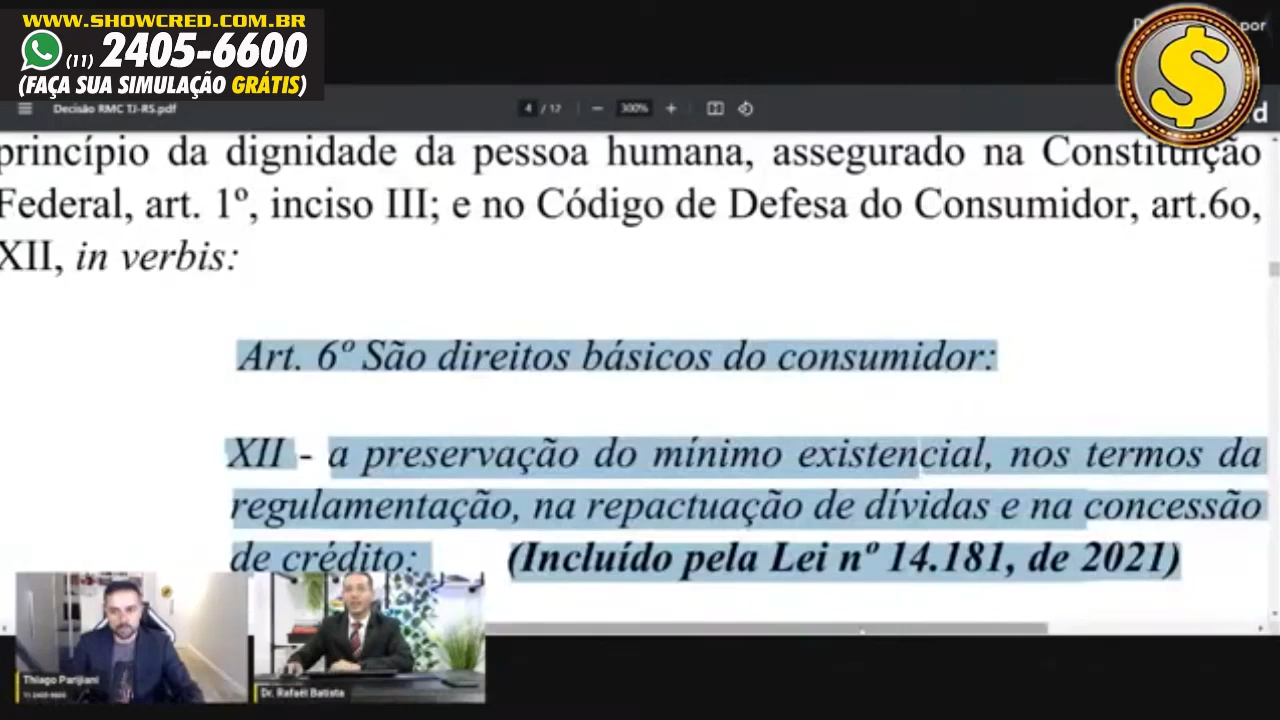 WWW.SHOWCRED.COM.BR
(11) 2405-6600
(FAÇA SUA SIMULAÇÃO GRÁTIS)
por
$
Decisão RMC TJ-RS.pdf
4 / 12
300%
princípio da dignidade da pessoa humana, assegurado na Constituição
Federal, art. 1º, inciso III; e no Código de Defesa do Consumidor, art.6o,
XII, in verbis:
Art. 6º São direitos básicos do consumidor:
XII - a preservação do mínimo existencial, nos termos da
regulamentação, na repactuação de dívidas e na concessão
de crédito; (Incluído pela Lei nº 14.181, de 2021)
Thiago Parijiani
11 2405-6600
Dr. Rafael Batista